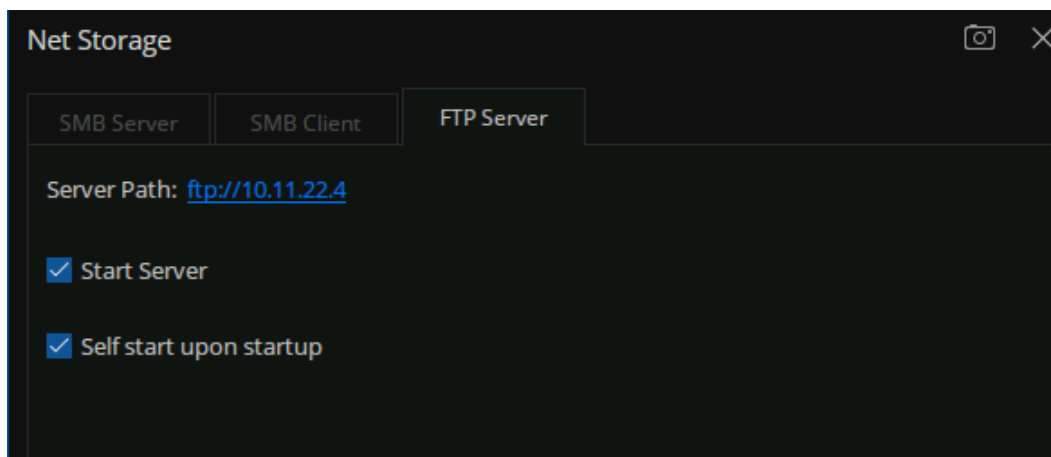 Net Storage
SMB Server SMB Client FTP Server
Server Path: ftp://10.11.22.4
Start Server
Self start upon startup